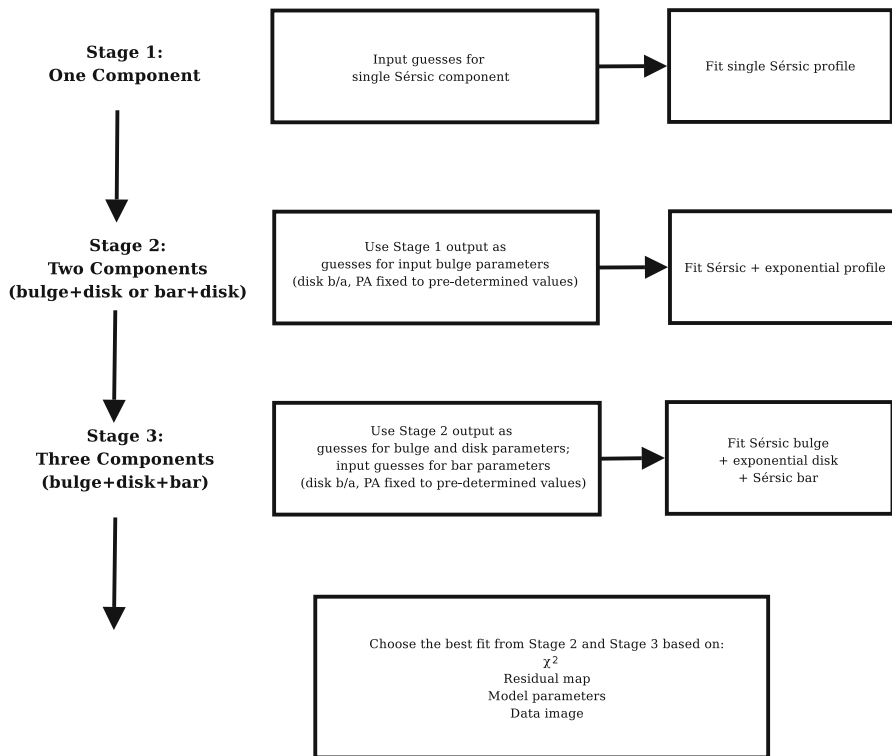 Stage 1:
One Component
Input guesses for
single Sérsic component
Fit single Sérsic profile
Stage 2:
Two Components
(bulge+disk or bar+disk)
Use Stage 1 output as
guesses for input bulge parameters
(disk b/a, PA fixed to pre-determined values)
Fit Sérsic + exponential profile
Stage 3:
Three Components
(bulge+disk+bar)
Use Stage 2 output as
guesses for bulge and disk parameters;
input guesses for bar parameters
(disk b/a, PA fixed to pre-determined values)
Fit Sérsic bulge
+ exponential disk
+ Sérsic bar
Choose the best fit from Stage 2 and Stage 3 based on:
χ²
Residual map
Model parameters
Data image